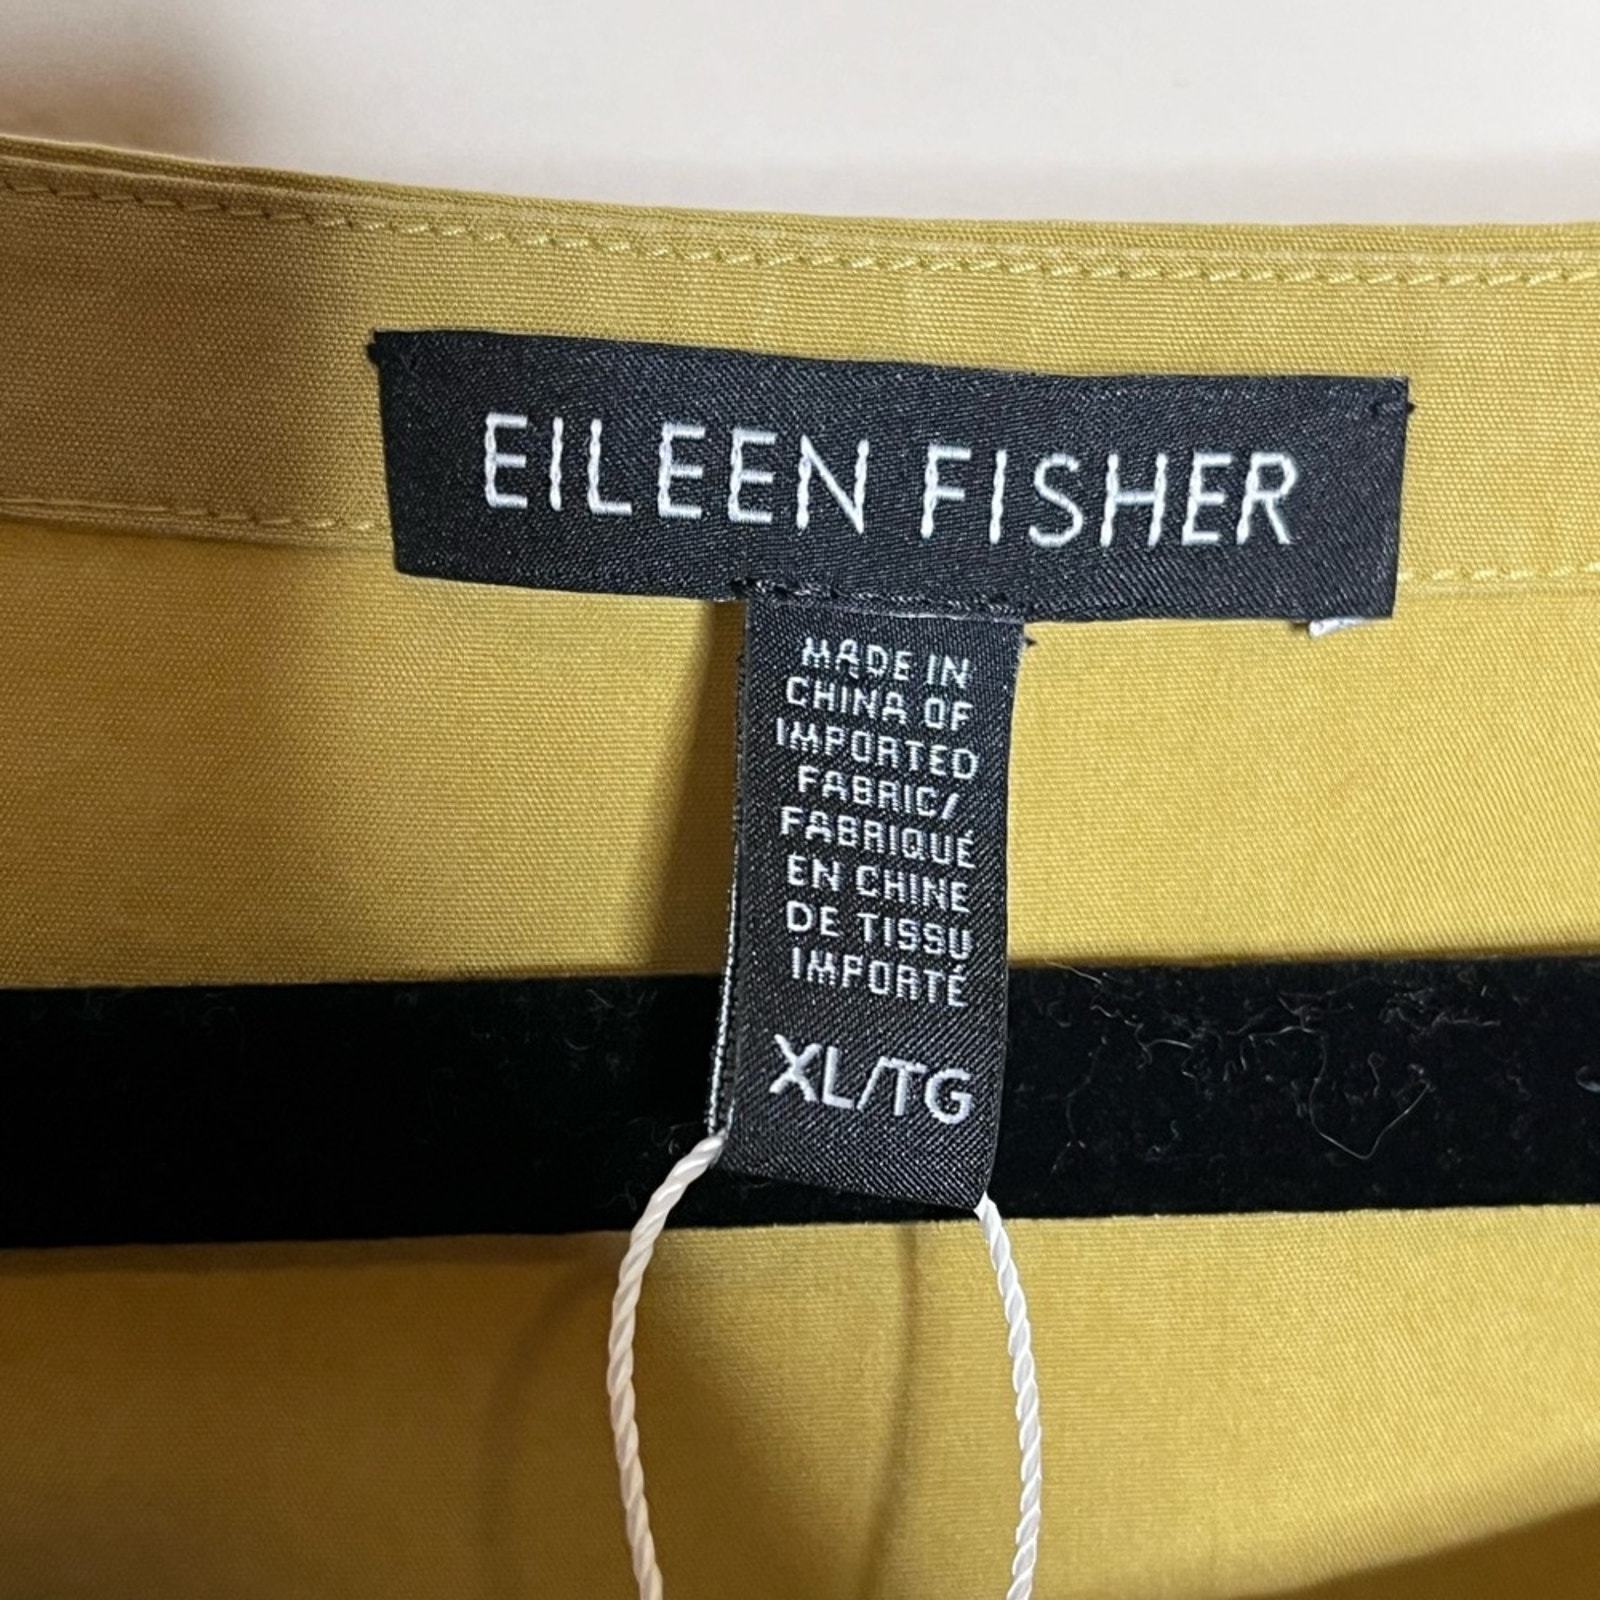 EILEEN FISHER
MADE IN
CHINA OF
IMPORTED
FABRIC/
FABRIQUÉ
EN CHINE
DE TISSU
IMPORTÉ
XL/TG